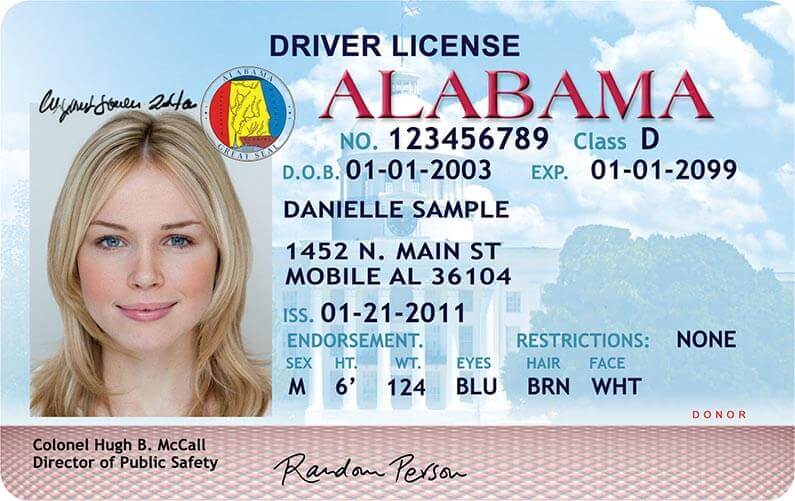 DRIVER LICENSE
ALABAMA
ALABAMA
GREAT SEAL
NO. 123456789 Class D
D.O.B. 01-01-2003 EXP. 01-01-2099
DANIELLE SAMPLE
1452 N. MAIN ST
MOBILE AL 36104
ISS. 01-21-2011
ENDORSEMENT. RESTRICTIONS: NONE
SEX HT. WT. EYES HAIR FACE
M 6' 124 BLU BRN WHT
DONOR
Colonel Hugh B. McCall
Director of Public Safety
Random Person